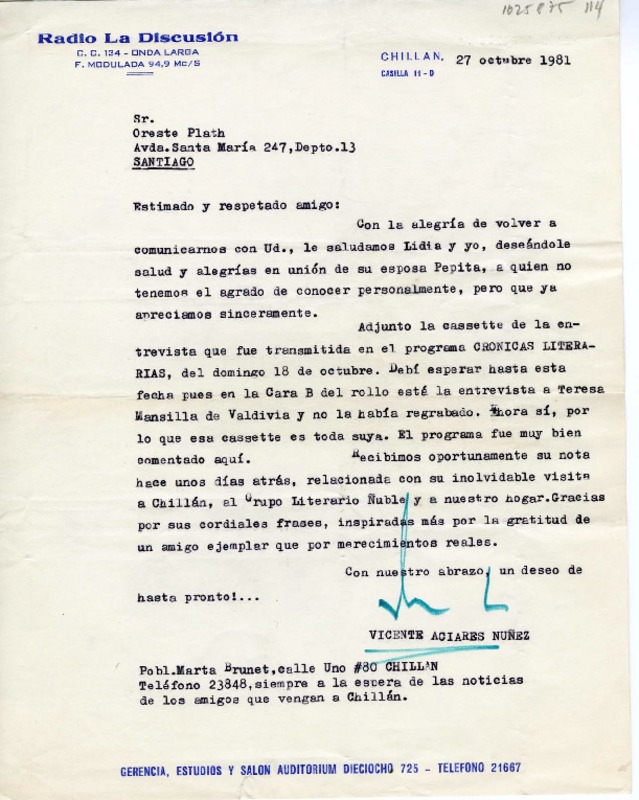 1025875 114
Radio La Discusión
C. C. 134 - ONDA LARGA
F. MODULADA 94,9 Mc/S
CHILLAN, 27 octubre 1981
CASILLA 11-D
Sr.
Oreste Plath
Avda.Santa María 247,Depto.13
SANTIAGO
Estimado y respetado amigo:
Con la alegría de volver a
comunicarnos con Ud., le saludamos Lidia y yo, deseándole
salud y alegrías en unión de su esposa Pepita, a quien no
tenemos el agrado de conocer personalmente, pero que ya
apreciamos sinceramente.
Adjunto la cassette de la en-
trevista que fue transmitida en el programa CRONICAS LITERA-
RIAS, del domingo 18 de octubre. Debí esperar hasta esta
fecha pues en la Cara B del rollo esté la entrevista a Teresa
Mansilla de Valdivia y no la había regrabado. Ahora sí, por
lo que esa cassette es toda suya. El programa fue muy bien
comentado aquí. Recibimos oportunamente su nota
hace unos días atrás, relacionada con su inolvidable visita
a Chillán, al Grupo Literario Ñuble y a nuestro hogar.Gracias
por sus cordiales frases, inspiradas más por la gratitud de
un amigo ejemplar que por merecimientos reales.
Con nuestro abrazo, un deseo de
hasta pronto!...
VICENTE ACIARES NUÑEZ
Pobl.Marta Brunet,calle Uno #80 CHILLAN
Teléfono 23848,siempre a la espera de las noticias
de los amigos que vengan a Chillán.
GERENCIA, ESTUDIOS Y SALON AUDITORIUM DIECIOCHO 725 - TELEFONO 21667